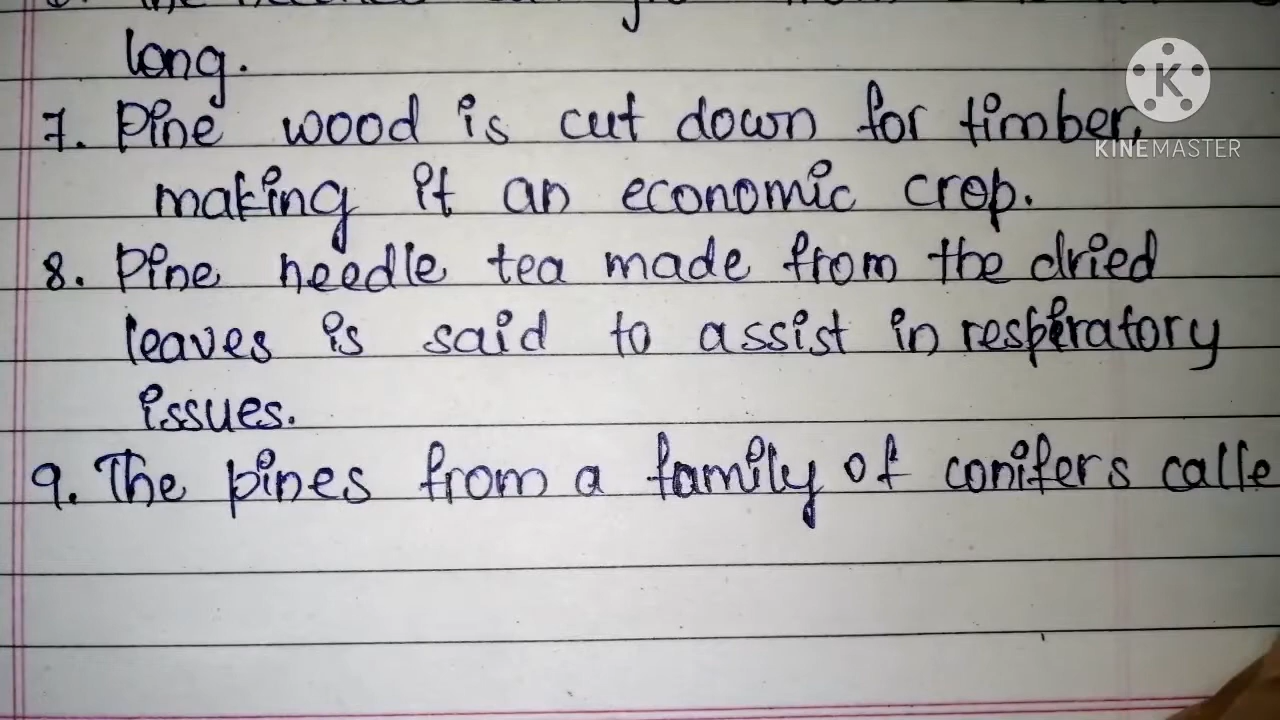 long.
7. Pine wood is cut down for timber,
making it an economic crop.
8. Pine needle tea made from the dried
leaves is said to assist in respiratory
issues.
9. The pines from a family of conifers calle
K
KINEMASTER